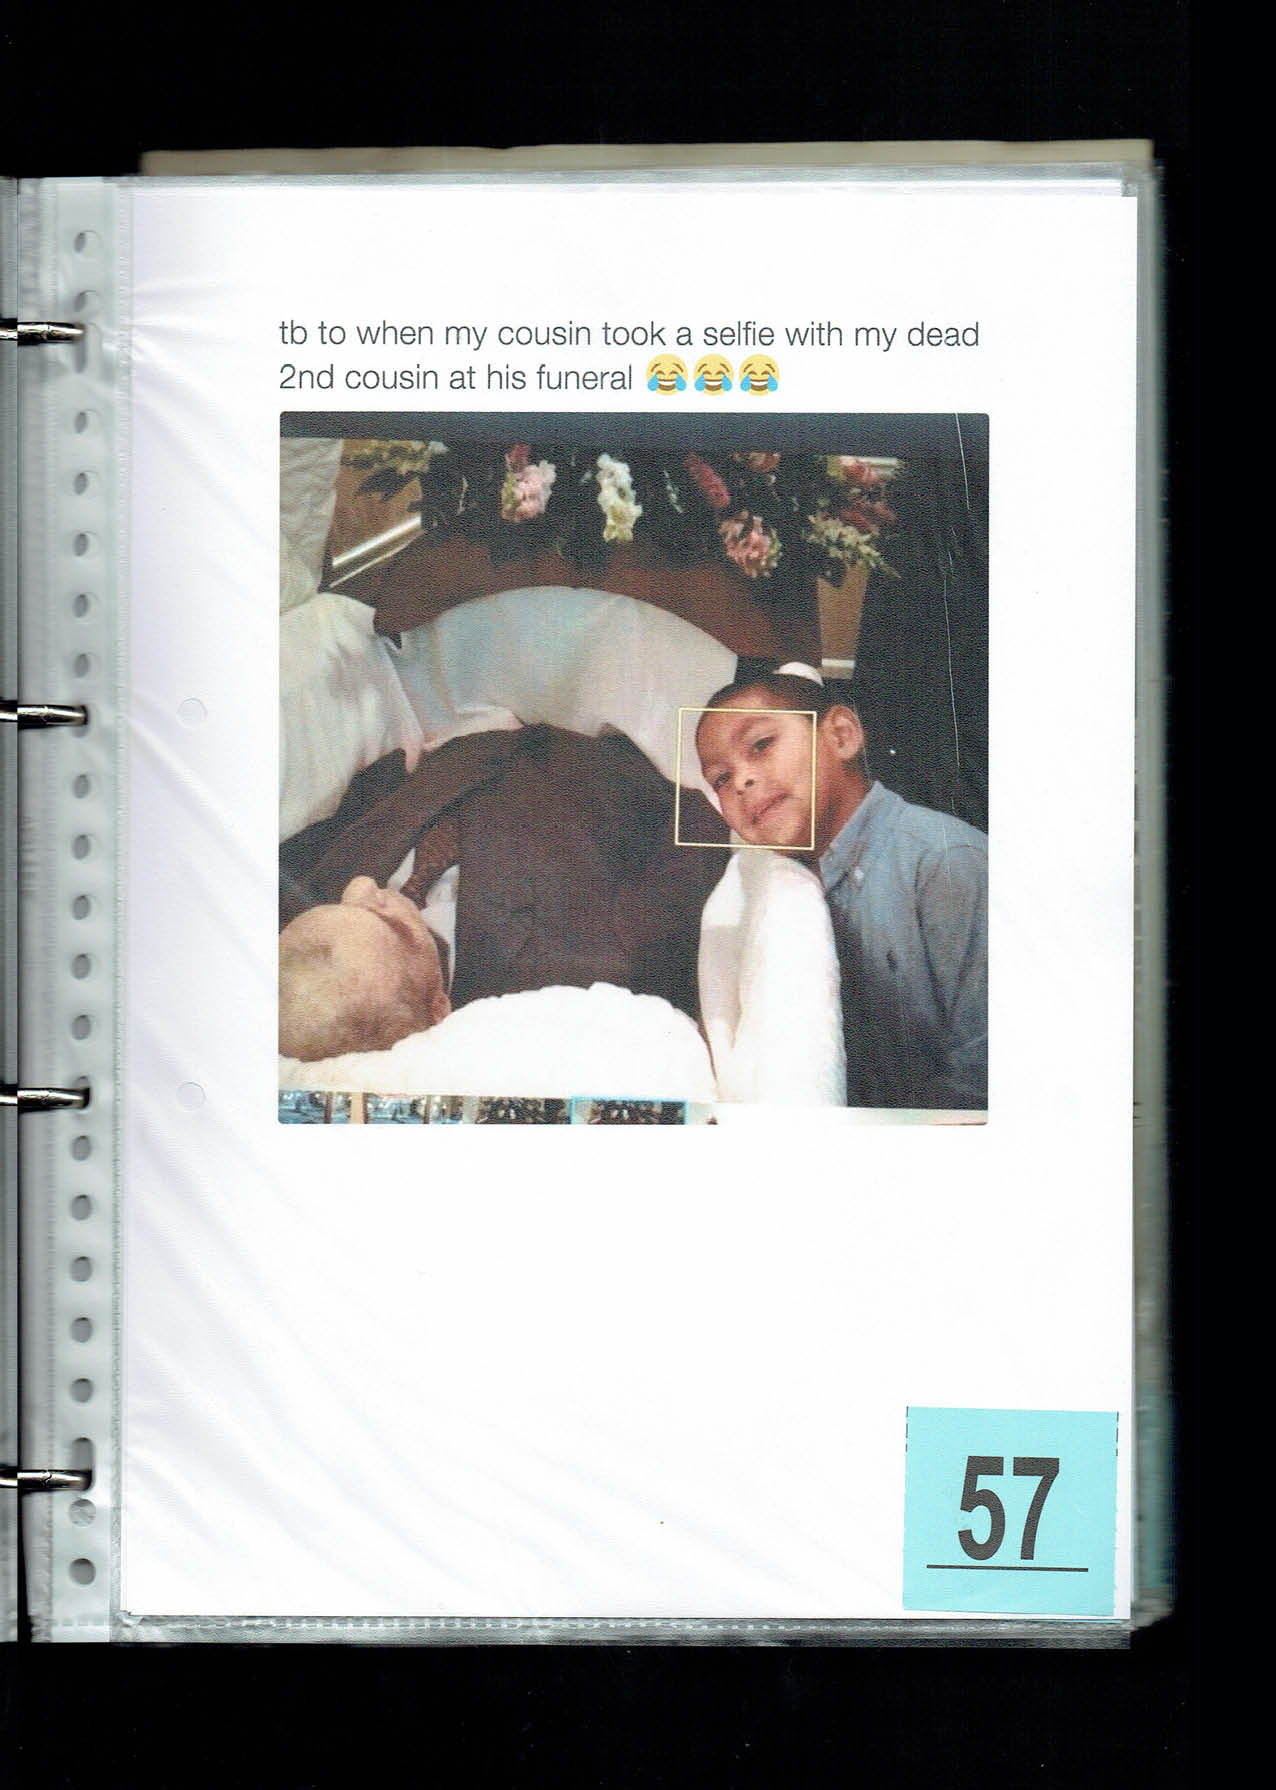 tb to when my cousin took a selfie with my dead
2nd cousin at his funeral 😂😂😂
57